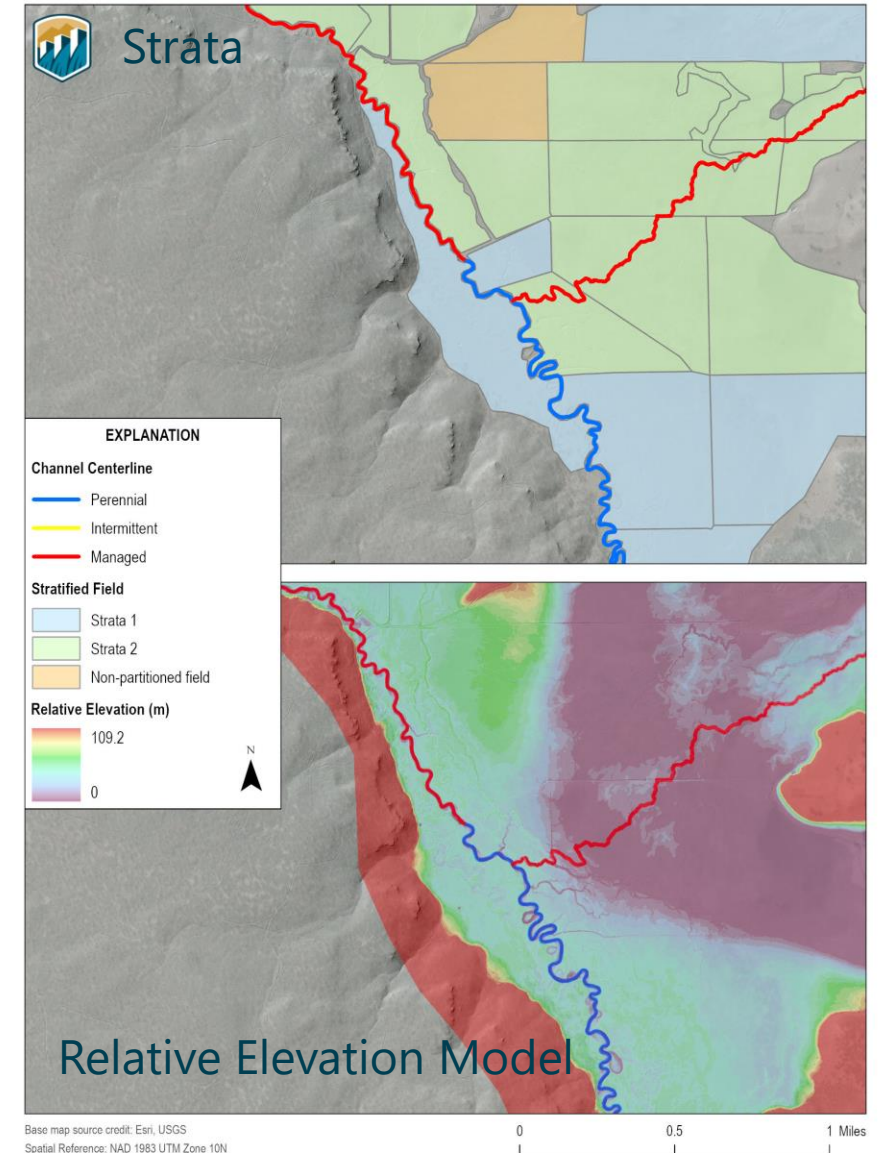 Strata
EXPLANATION
Channel Centerline
Perennial
Intermittent
Managed
Stratified Field
Strata 1
Strata 2
Non-partitioned field
Relative Elevation (m)
109.2
0
N
Relative Elevation Model
Base map source credit: Esri, USGS
Spatial Reference: NAD 1983 UTM Zone 10N
0 0.5 1 Miles